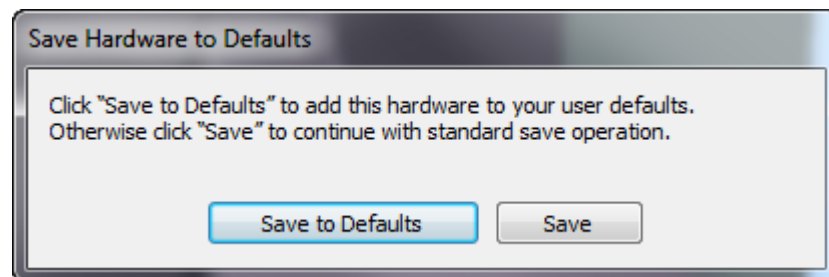 Save Hardware to Defaults
Click “Save to Defaults” to add this hardware to your user defaults.
Otherwise click “Save” to continue with standard save operation.
Save to Defaults
Save